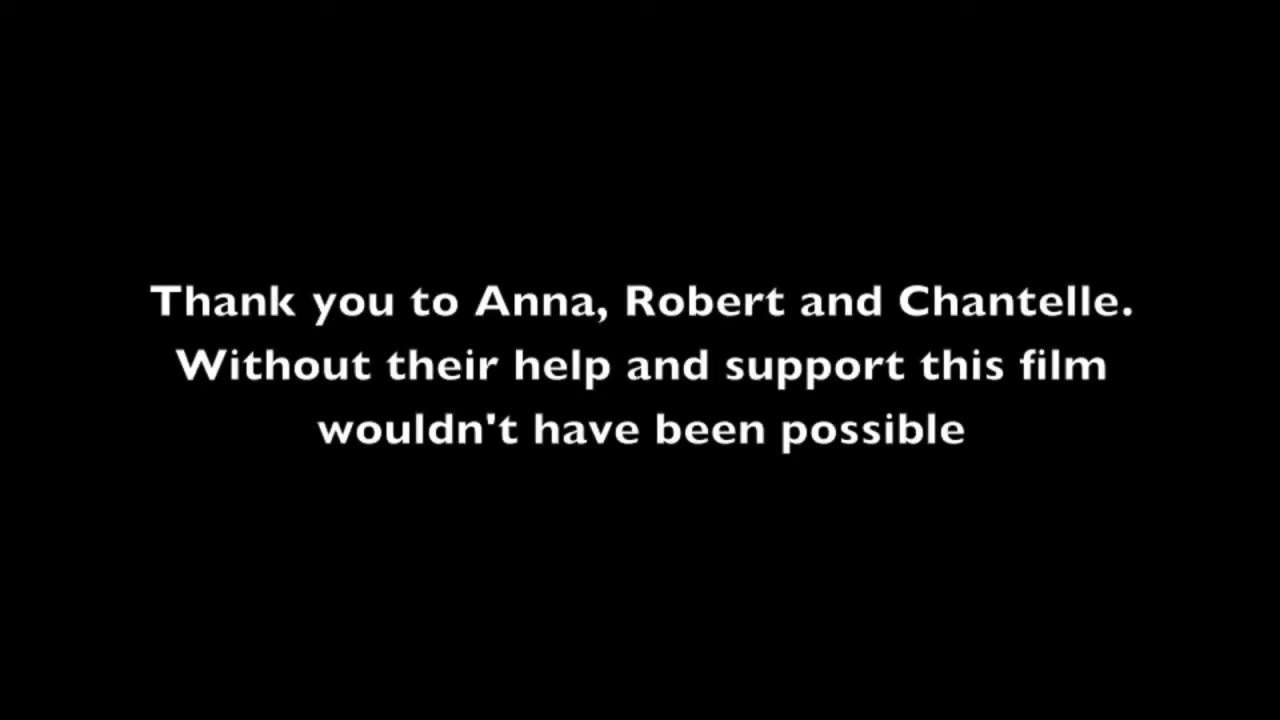 Thank you to Anna, Robert and Chantelle.
Without their help and support this film
wouldn't have been possible